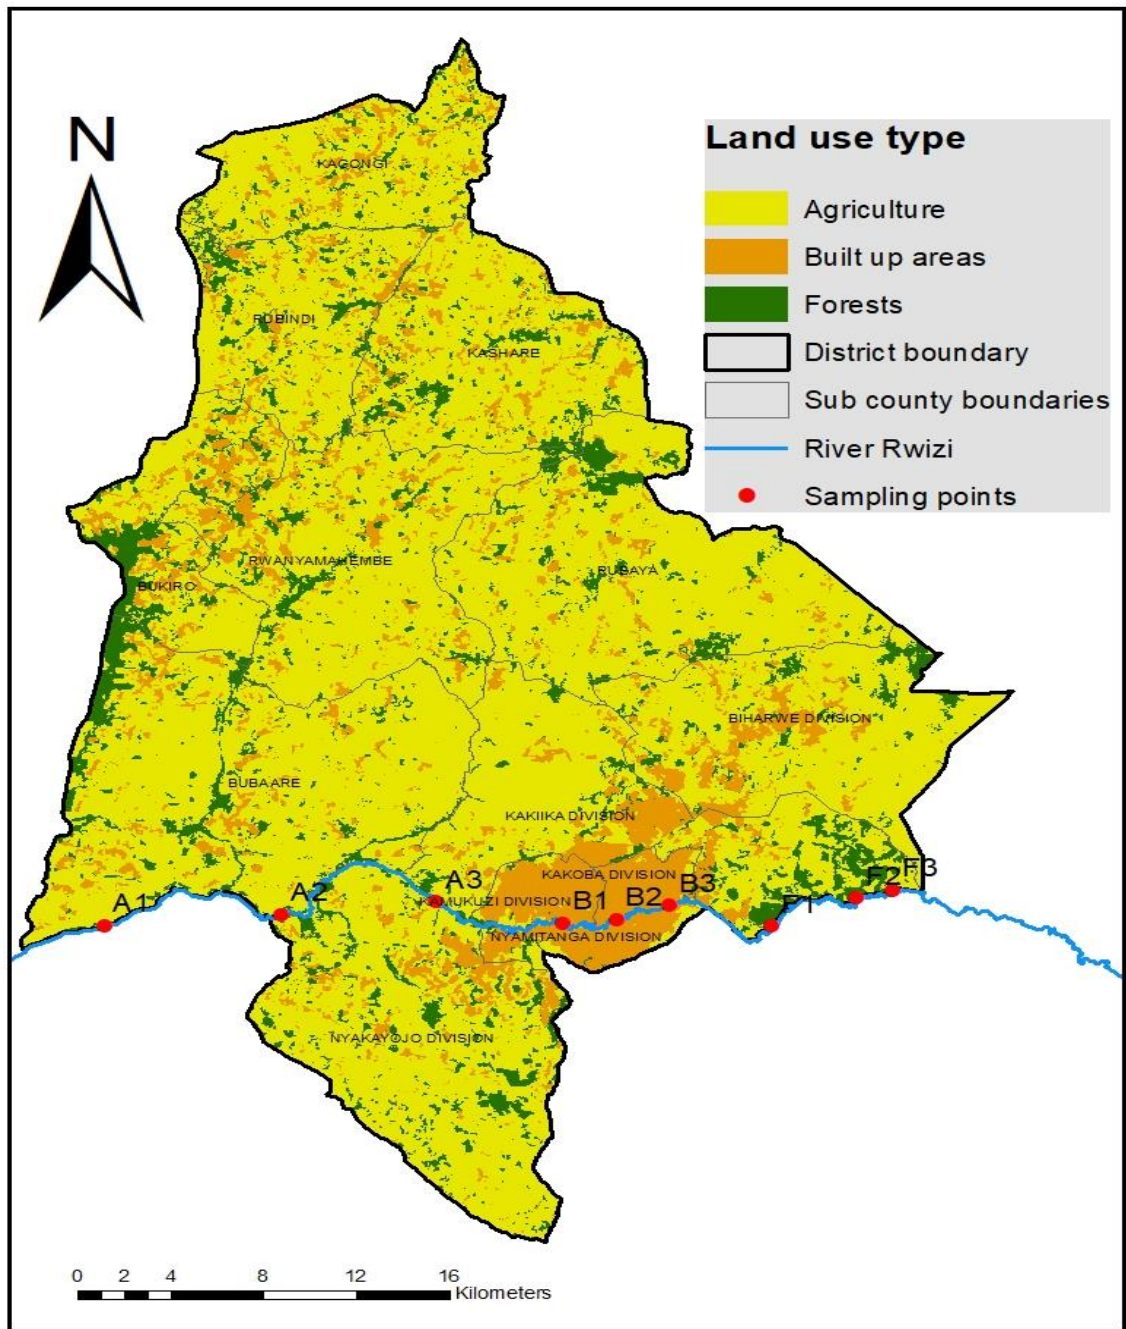 N
Land use type
Agriculture
Built up areas
Forests
District boundary
Sub county boundaries
River Rwizi
Sampling points
KAGONGI
RUBINDI
KASHARE
RWANYAMAHEMBE
BUKIRO
RUBAYA
BIHARWE DIVISION
BUBAARE
KAKIIKA DIVISION
KAKOBA DIVISION
KAMUKUZI DIVISION
NYAMITANGA DIVISION
NYAKAYOJO DIVISION
A1
A2
A3
B1
B2
B3
F1
F2
F3
0 2 4 8 12 16
Kilometers